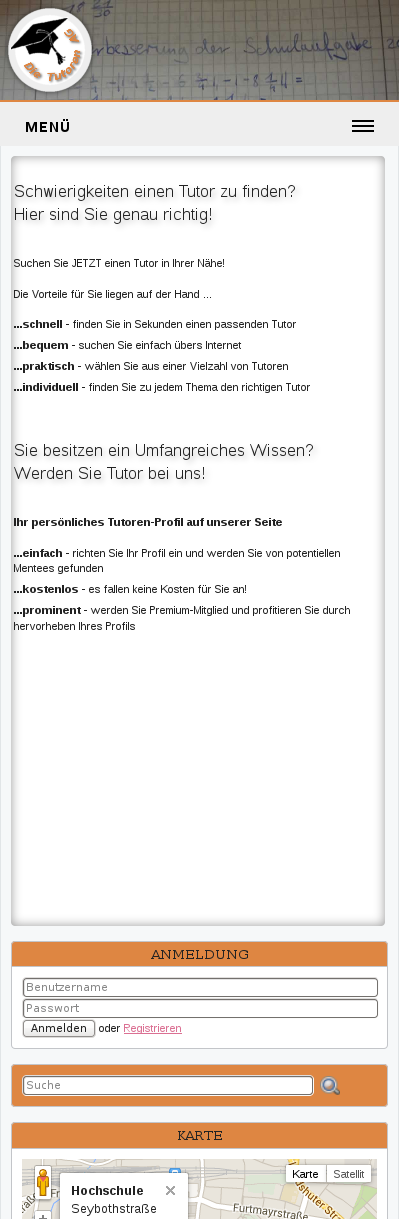 Die Tutoren AG
Verbesserung der Schulaufgabe
MENÜ
Schwierigkeiten einen Tutor zu finden?
Hier sind Sie genau richtig!
Suchen Sie JETZT einen Tutor in Ihrer Nähe!
Die Vorteile für Sie liegen auf der Hand ...
...schnell - finden Sie in Sekunden einen passenden Tutor
...bequem - suchen Sie einfach übers Internet
...praktisch - wählen Sie aus einer Vielzahl von Tutoren
...individuell - finden Sie zu jedem Thema den richtigen Tutor
Sie besitzen ein Umfangreiches Wissen?
Werden Sie Tutor bei uns!
Ihr persönliches Tutoren-Profil auf unserer Seite
...einfach - richten Sie Ihr Profil ein und werden Sie von potentiellen
Mentees gefunden
...kostenlos - es fallen keine Kosten für Sie an!
...prominent - werden Sie Premium-Mitglied und profitieren Sie durch
hervorheben Ihres Profils
ANMELDUNG
Benutzername
Passwort
Anmelden oder Registrieren
Suche
KARTE
Karte Satellit
Hochschule
Seybothstraße
Furtmayrstraße